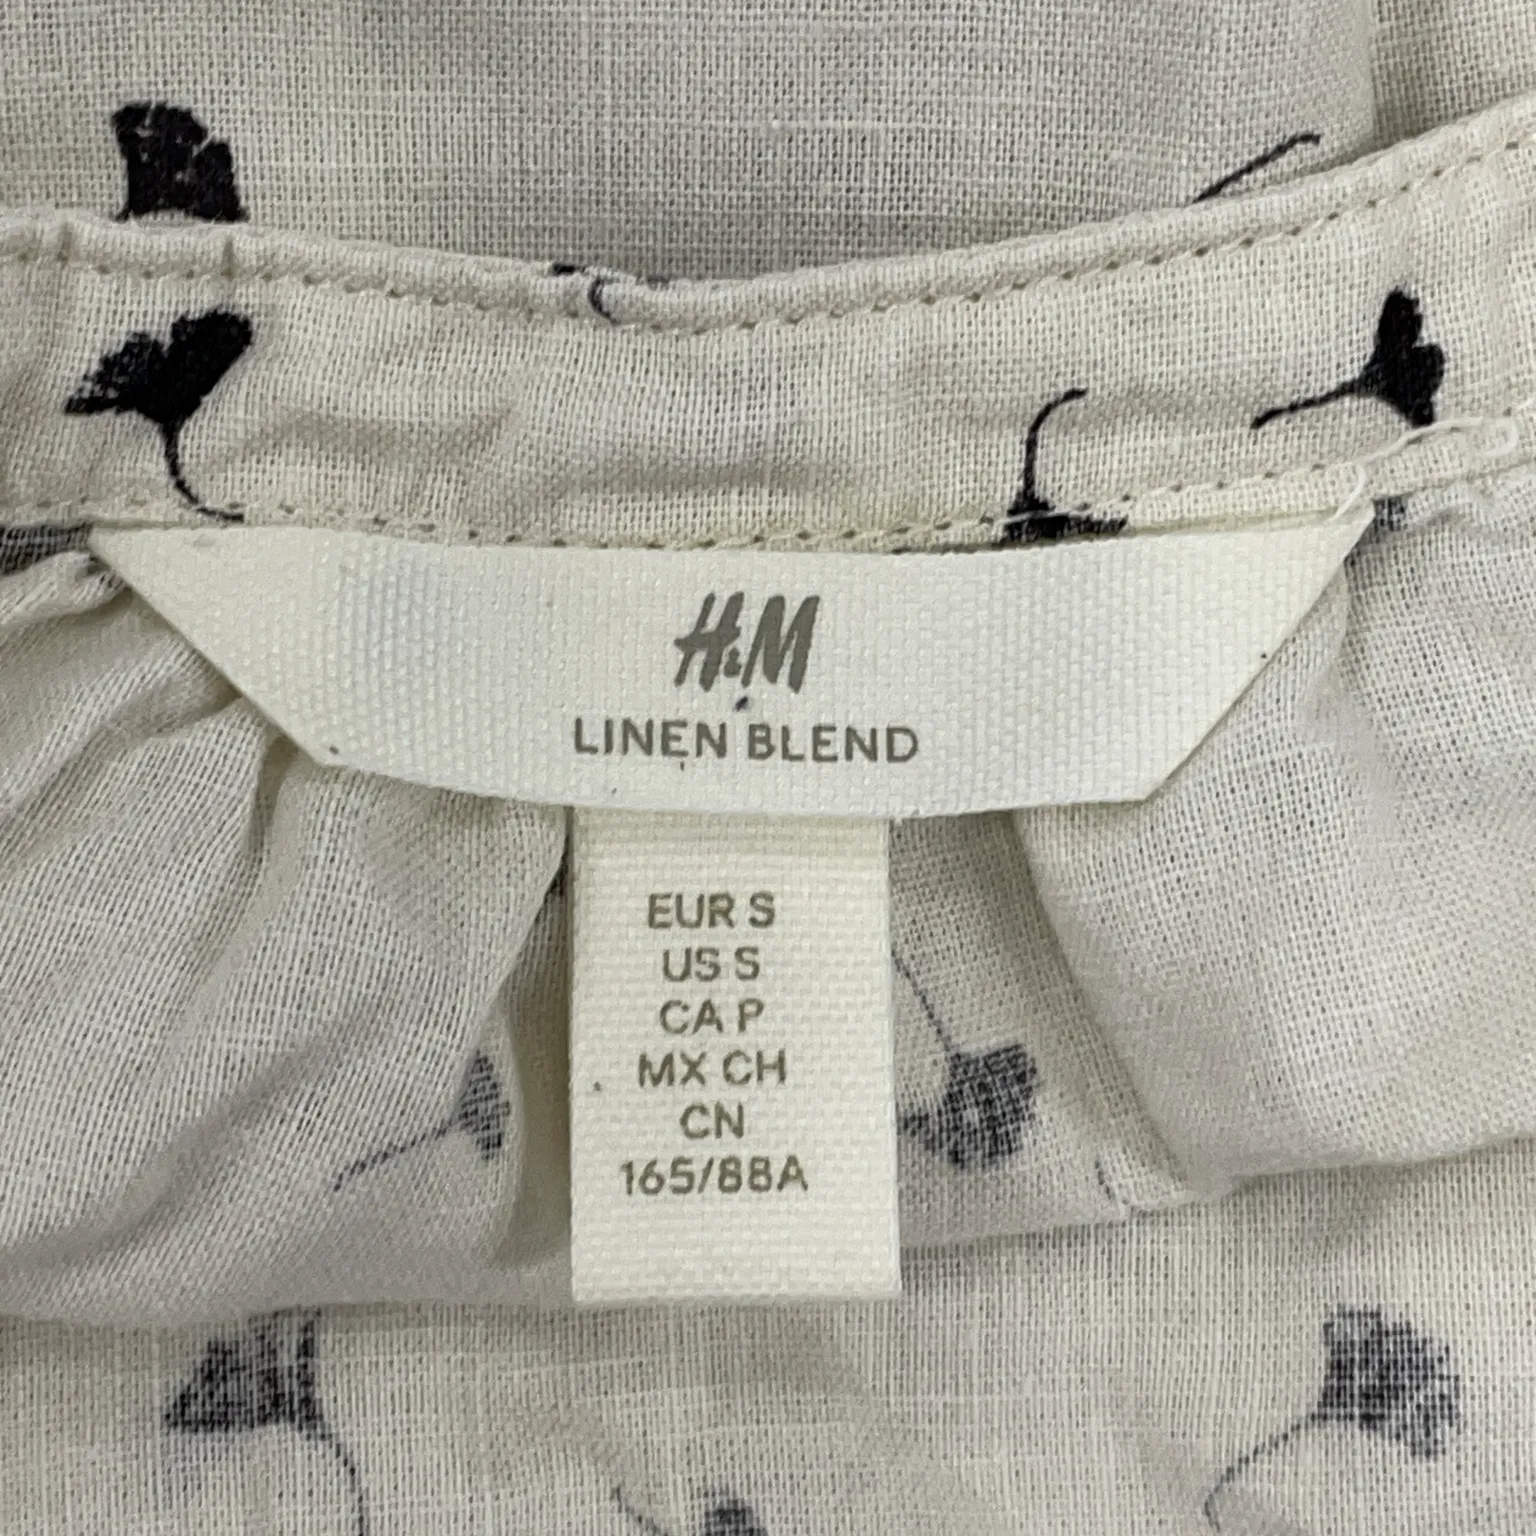 H&M
LINEN BLEND
EUR S
US S
CA P
MX CH
CN
165/88A